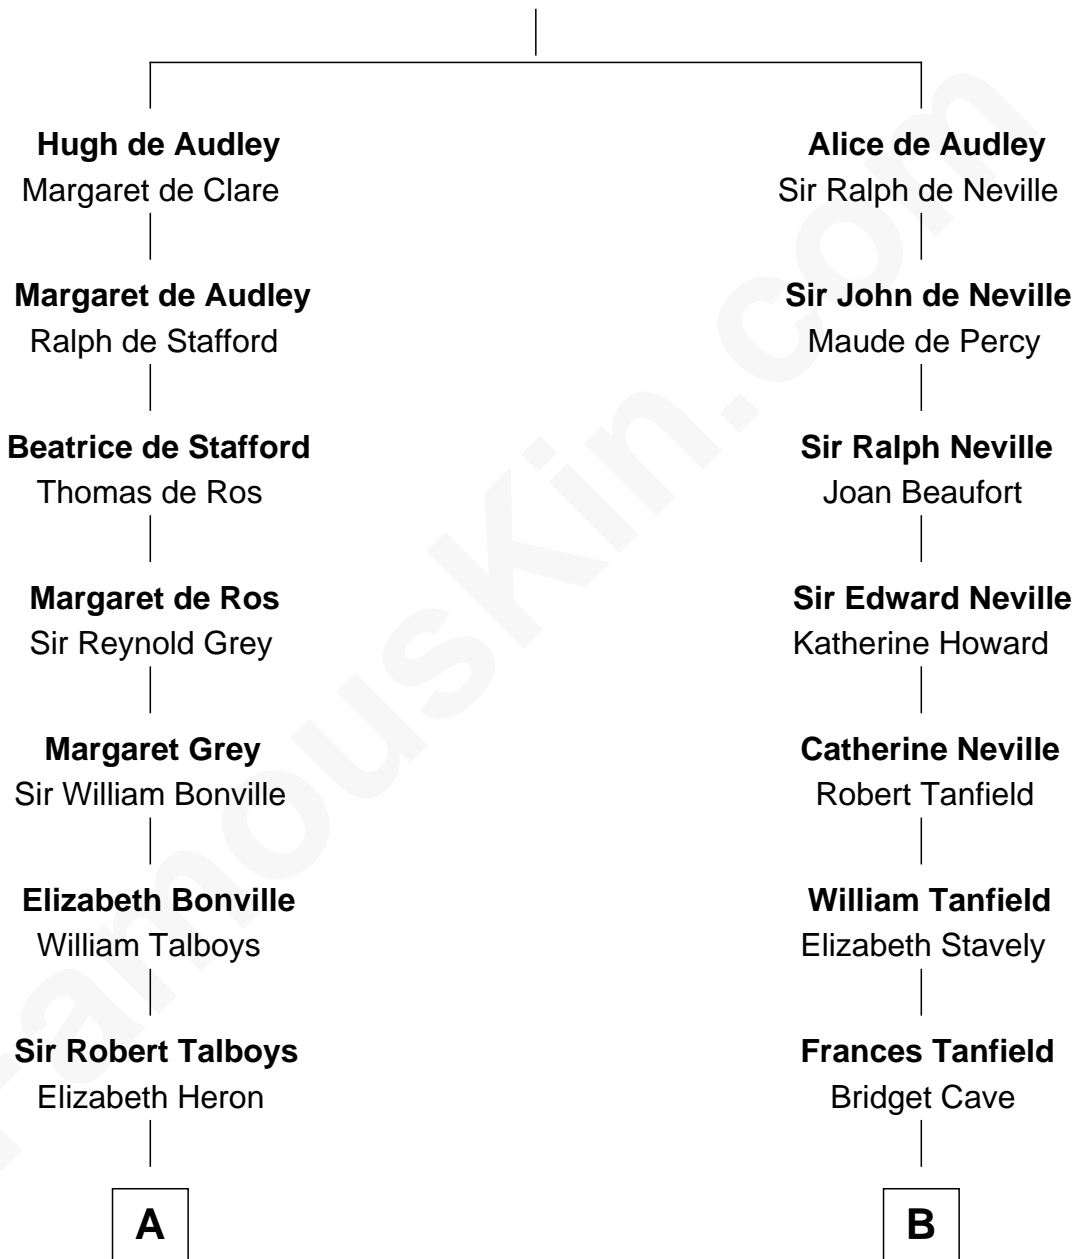 Hugh de Audley
Margaret de Clare
Margaret de Audley
Ralph de Stafford
Beatrice de Stafford
Thomas de Ros
Margaret de Ros
Sir Reynold Grey
Margaret Grey
Sir William Bonville
Elizabeth Bonville
William Talboys
Sir Robert Talboys
Elizabeth Heron
A
Alice de Audley
Sir Ralph de Neville
Sir John de Neville
Maude de Percy
Sir Ralph Neville
Joan Beaufort
Sir Edward Neville
Katherine Howard
Catherine Neville
Robert Tanfield
William Tanfield
Elizabeth Stavely
Frances Tanfield
Bridget Cave
B
FamousKin.com